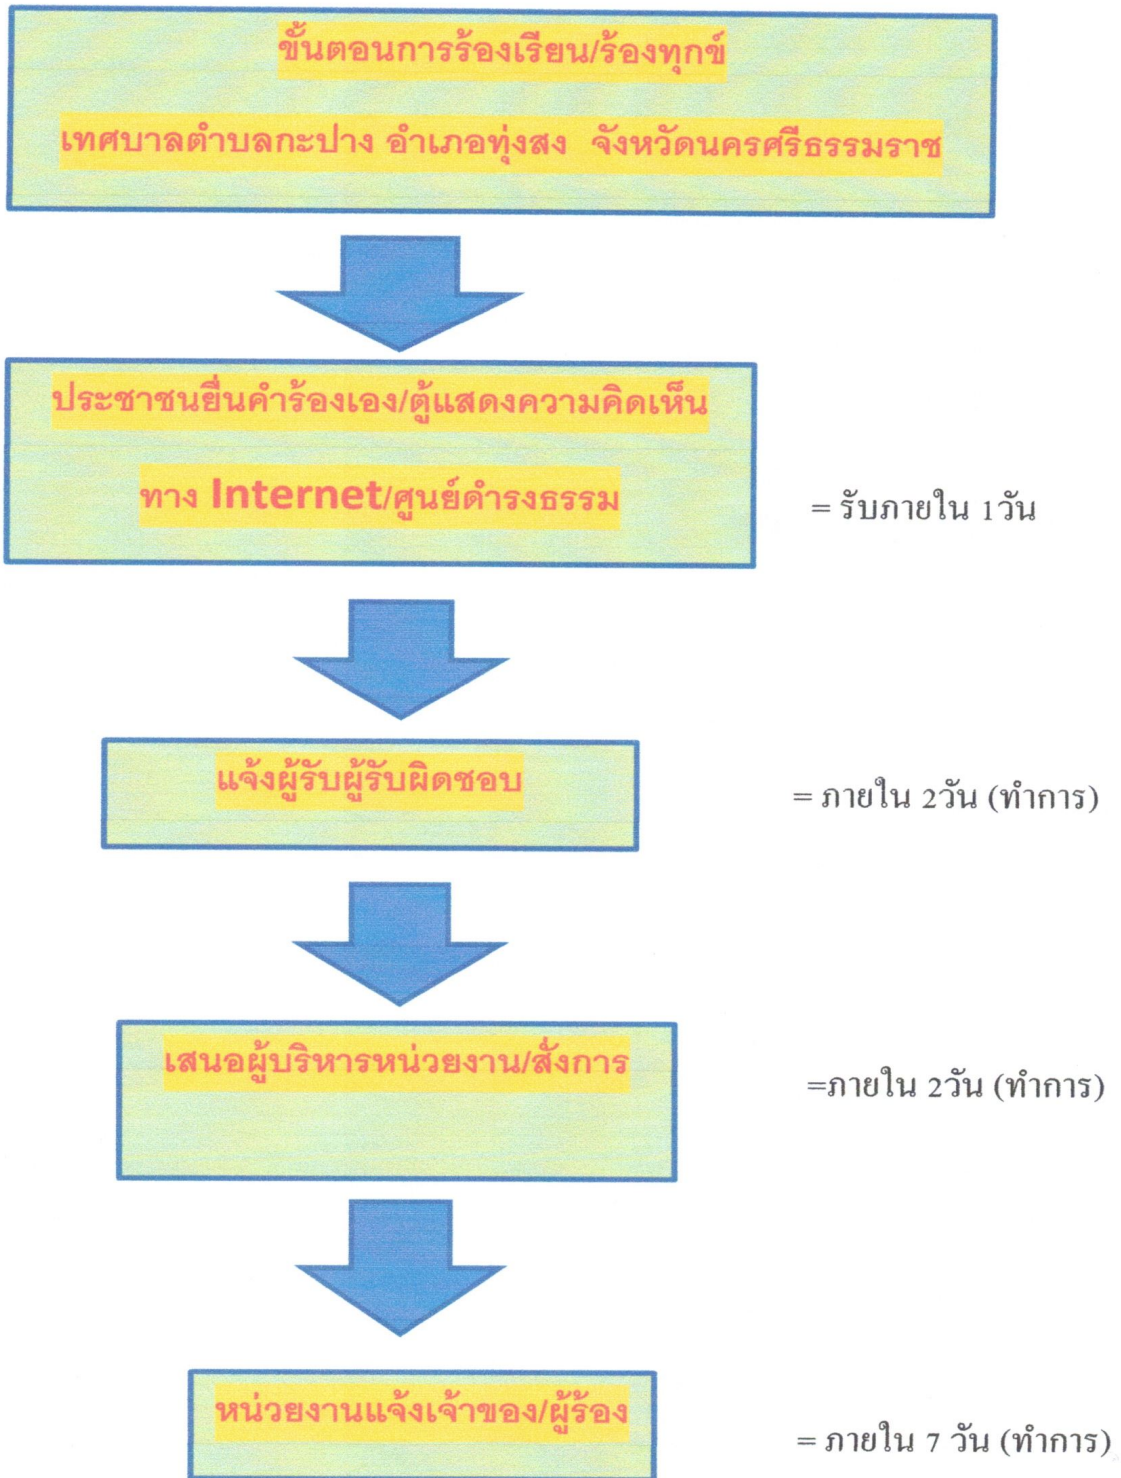 ขั้นตอนการร้องเรียน/ร้องทุกข์
เทศบาลตำบลกะปาง อำเภอทุ่งสง จังหวัดนครศรีธรรมราช
ประชาชนยื่นคำร้องเอง/ตู้แสดงความคิดเห็น
ทาง Internet/ศูนย์ดำรงธรรม
= รับภายใน 1วัน
แจ้งผู้รับผู้รับผิดชอบ
= ภายใน 2วัน (ทำการ)
เสนอผู้บริหารหน่วยงาน/สั่งการ
=ภายใน 2วัน (ทำการ)
หน่วยงานแจ้งเจ้าของ/ผู้ร้อง
= ภายใน 7 วัน (ทำการ)